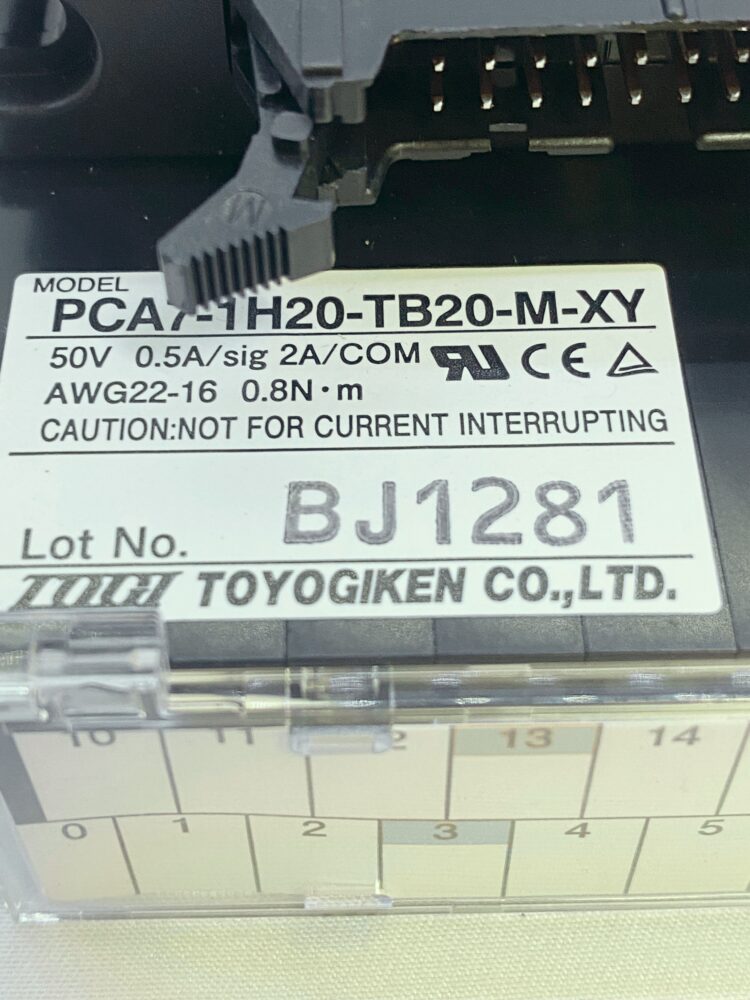 MODEL
PCA7-1H20-TB20-M-XY
50V 0.5A/sig 2A/COM RU CE
AWG22-16 0.8N·m
CAUTION:NOT FOR CURRENT INTERRUPTING
Lot No. BJ1281
TOGI TOYOGIKEN CO.,LTD.
10 11 12 13 14
0 1 2 3 4 5